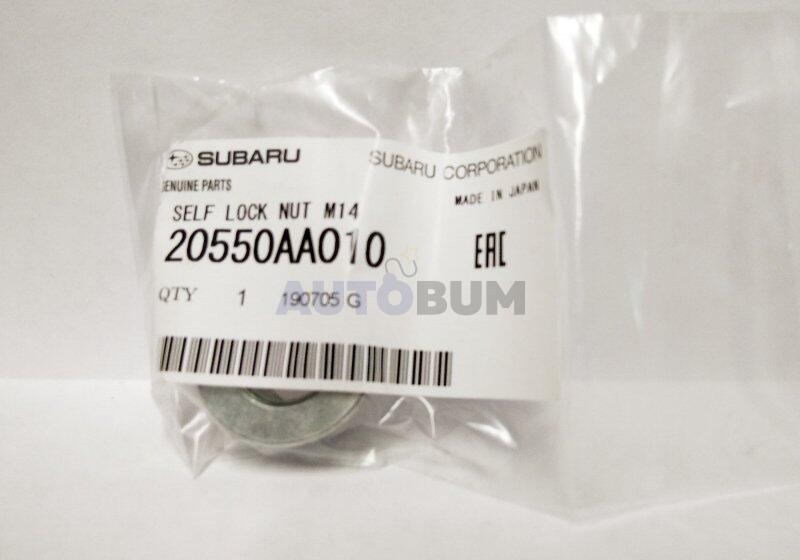 SUBARU
SUBARU CORPORATION
GENUINE PARTS
MADE IN JAPAN
SELF LOCK NUT M14
20550AA010
EAC
QTY 1 190705 G
AUTOBUM